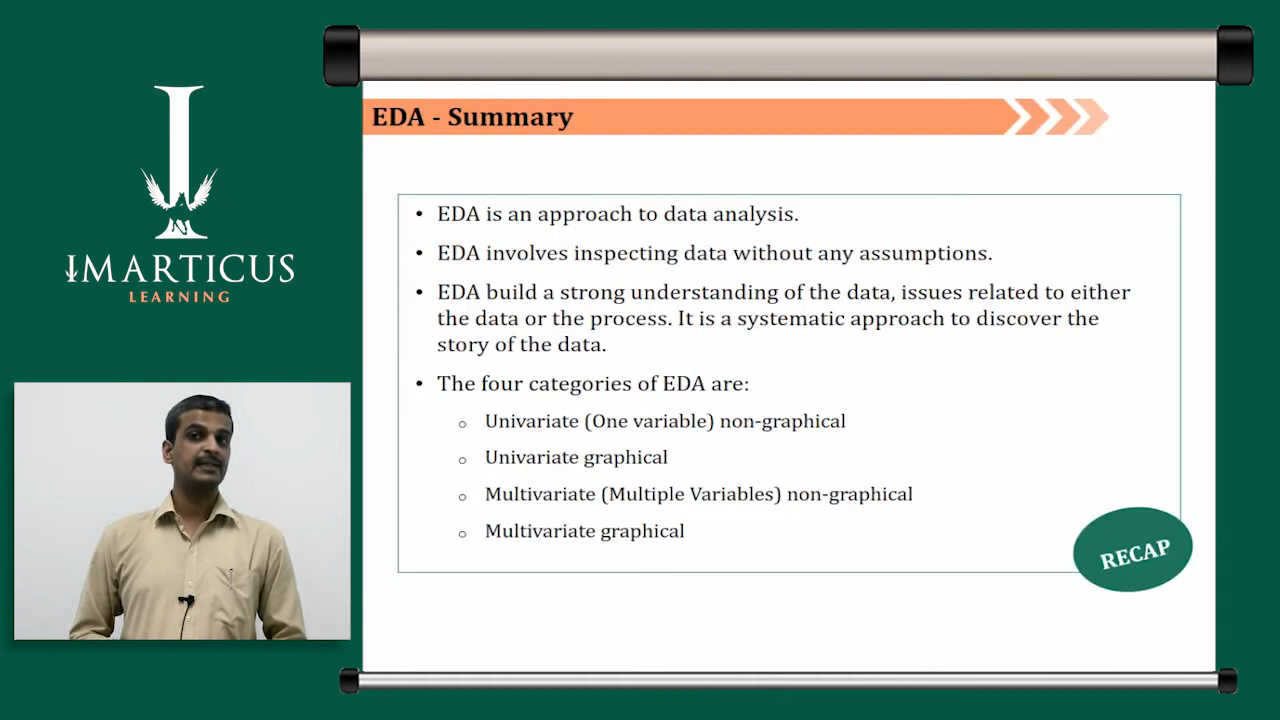 IMARTICUS
LEARNING
EDA - Summary
• EDA is an approach to data analysis.
• EDA involves inspecting data without any assumptions.
• EDA build a strong understanding of the data, issues related to either
the data or the process. It is a systematic approach to discover the
story of the data.
• The four categories of EDA are:
o Univariate (One variable) non-graphical
o Univariate graphical
o Multivariate (Multiple Variables) non-graphical
o Multivariate graphical
RECAP